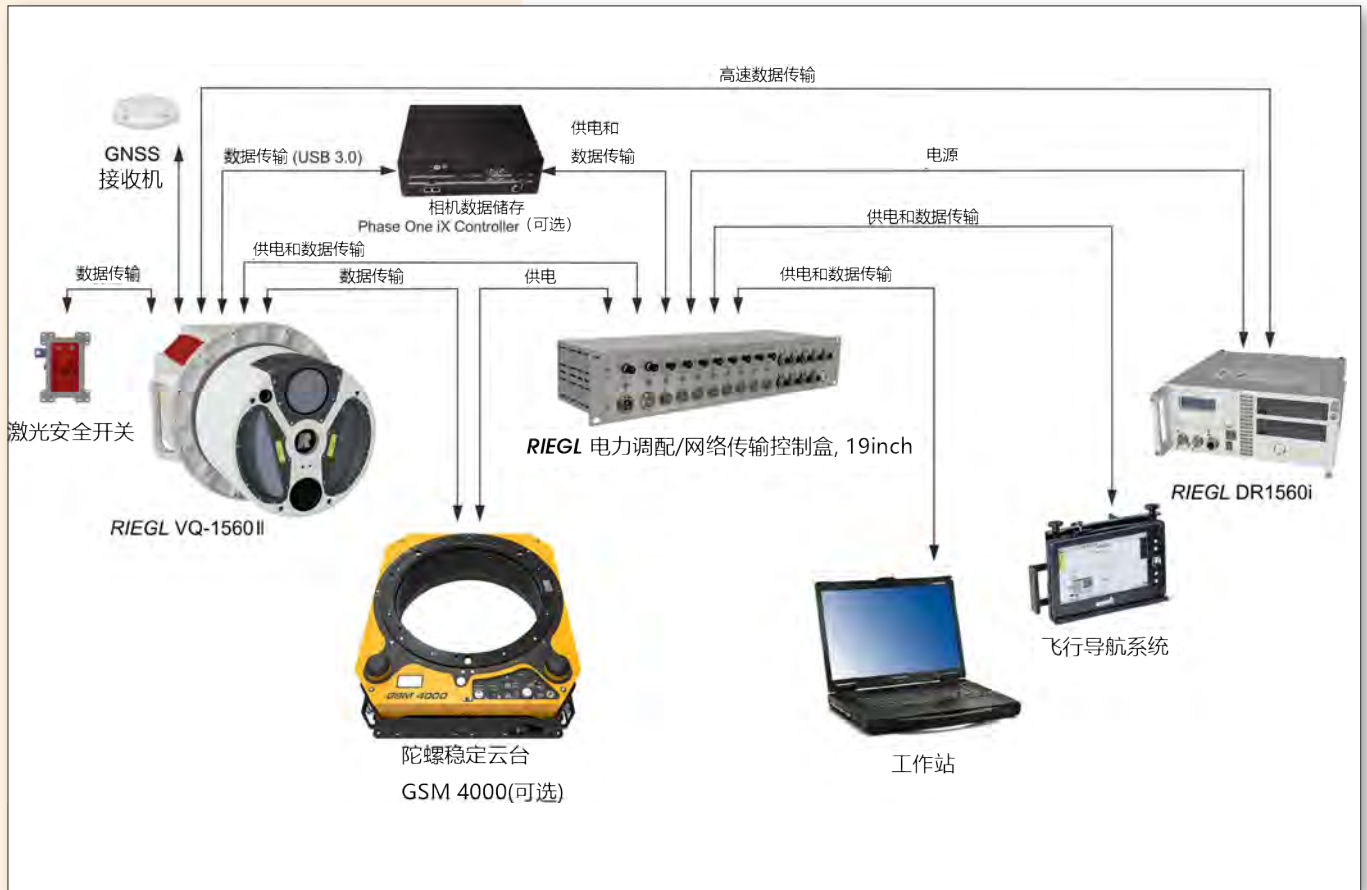 高速数据传输
GNSS
接收机
数据传输 (USB 3.0)
供电和
数据传输
电源
相机数据储存
Phase One iX Controller (可选)
供电和数据传输
供电和数据传输
数据传输
数据传输
供电
供电和数据传输
激光安全开关
RIEGL VQ-1560 II
RIEGL 电力调配/网络传输控制盒, 19inch
RIEGL DR1560i
GSM 4000
飞行导航系统
陀螺稳定云台
GSM 4000(可选)
工作站